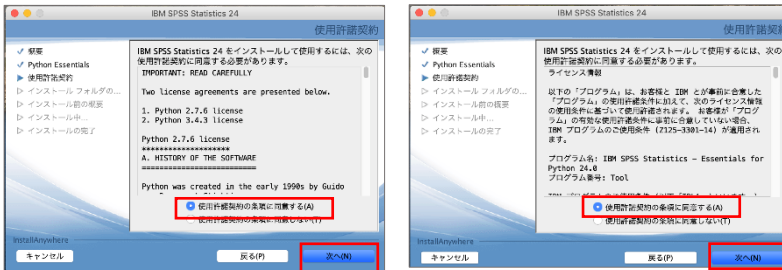 IBM SPSS Statistics 24
使用許諾契約
概要
Python Essentials
使用許諾契約
インストール フォルダの...
インストール前の概要
インストール中...
インストールの完了
IBM SPSS Statistics 24 をインストールして使用するには、次の
使用許諾契約に同意する必要があります。
IMPORTANT: READ CAREFULLY
Two license agreements are presented below.
1. Python 2.7.6 license
2. Python 3.4.3 license
Python 2.7.6 license
A. HISTORY OF THE SOFTWARE
Python was created in the early 1990s by Guido
使用許諾契約の条項に同意する(A)
使用許諾契約の条項に同意しない(T)
InstallAnywhere
キャンセル
戻る(P)
次へ(N)
IBM SPSS Statistics 24
使用許諾契
概要
Python Essentials
使用許諾契約
インストール フォルダの...
インストール前の概要
インストール中...
インストールの完了
IBM SPSS Statistics 24 をインストールして使用するには、次の
使用許諾契約に同意する必要があります。
ライセンス情報
以下の「プログラム」は、お客様と IBM とが事前に合意した
「プログラム」の使用許諾条件に加えて、次のライセンス情報
の使用条件に基づいて使用許諾されます。 お客様が「プログ
ラム」の有効な使用許諾条件に事前に合意していない場合、
IBM プログラムのご使用条件 (Z125-3301-14) が適用され
ます。
プログラム名: IBM SPSS Statistics – Essentials for
Python 24.0
プログラム番号: Tool
使用許諾契約の条項に同意する(A)
使用許諾契約の条項に同意しない(T)
InstallAnywhere
キャンセル
戻る(P)
次へ(N)